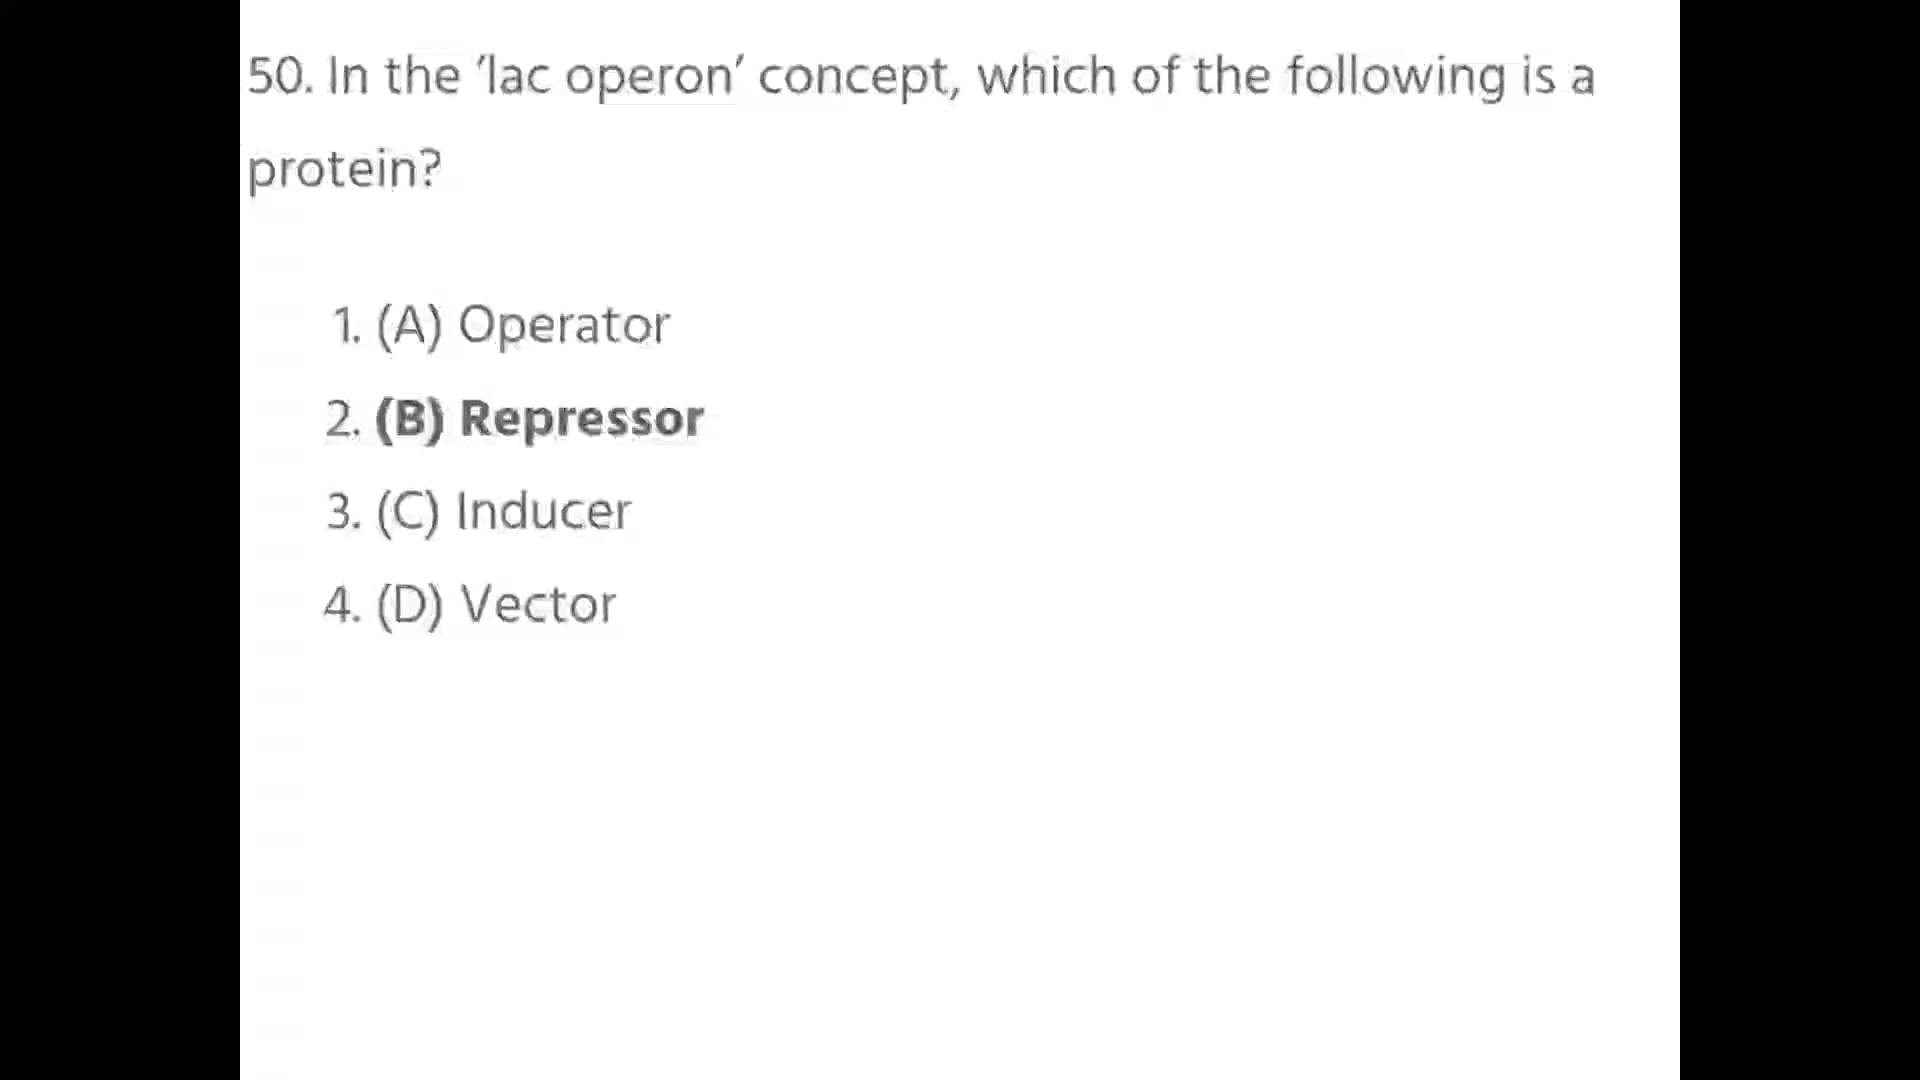 50. In the ‘lac operon’ concept, which of the following is a
protein?
1. (A) Operator
2. (B) Repressor
3. (C) Inducer
4. (D) Vector